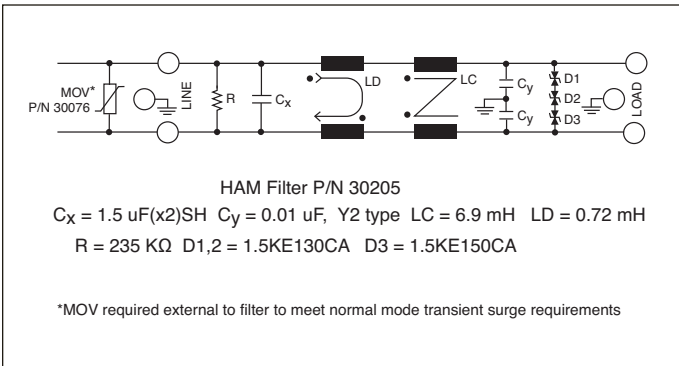 MOV*
P/N 30076
LINE
R
Cx
LD
LC
Cy
Cy
D1
D2
D3
LOAD
HAM Filter P/N 30205
Cx = 1.5 uF(x2)SH Cy = 0.01 uF, Y2 type LC = 6.9 mH LD = 0.72 mH
R = 235 KΩ D1,2 = 1.5KE130CA D3 = 1.5KE150CA
*MOV required external to filter to meet normal mode transient surge requirements